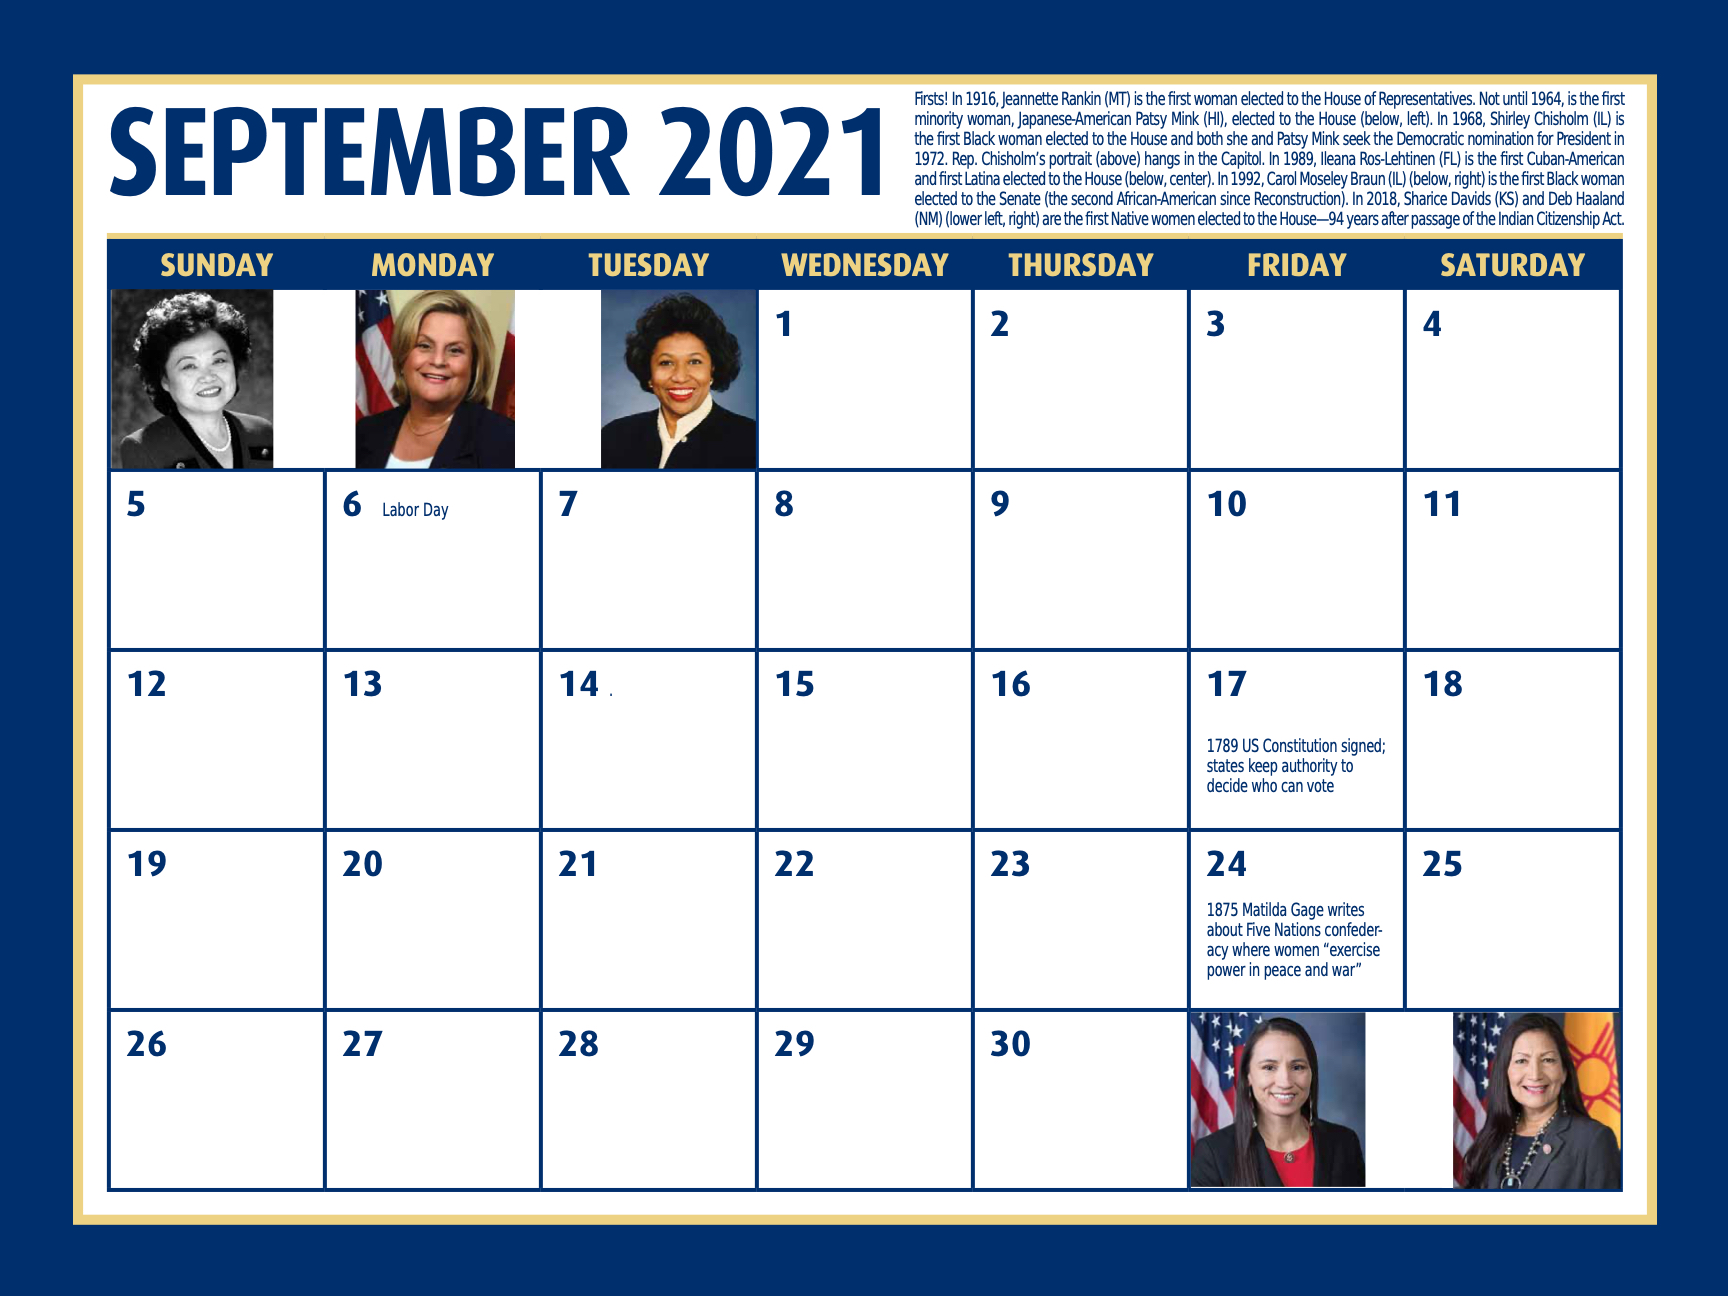 SEPTEMBER 2021
Firsts! In 1916, Jeannette Rankin (MT) is the first woman elected to the House of Representatives. Not until 1964, is the first
minority woman, Japanese-American Patsy Mink (HI), elected to the House (below, left). In 1968, Shirley Chisholm (IL) is
the first Black woman elected to the House and both she and Patsy Mink seek the Democratic nomination for President in
1972. Rep. Chisholm's portrait (above) hangs in the Capitol. In 1989, Ileana Ros-Lehtinen (FL) is the first Cuban-American
and first Latina elected to the House (below, center). In 1992, Carol Moseley Braun (IL) (below, right) is the first Black woman
elected to the Senate (the second African-American since Reconstruction). In 2018, Sharice Davids (KS) and Deb Haaland
(NM) (lower left, right) are the first Native women elected to the House—94 years after passage of the Indian Citizenship Act.
SUNDAY MONDAY TUESDAY WEDNESDAY THURSDAY FRIDAY SATURDAY
1 2 3 4
5 6 Labor Day 7 8 9 10 11
12 13 14 . 15 16 17 18
1789 US Constitution signed;
states keep authority to
decide who can vote
19 20 21 22 23 24 25
1875 Matilda Gage writes
about Five Nations confeder-
acy where women “exercise
power in peace and war”
26 27 28 29 30